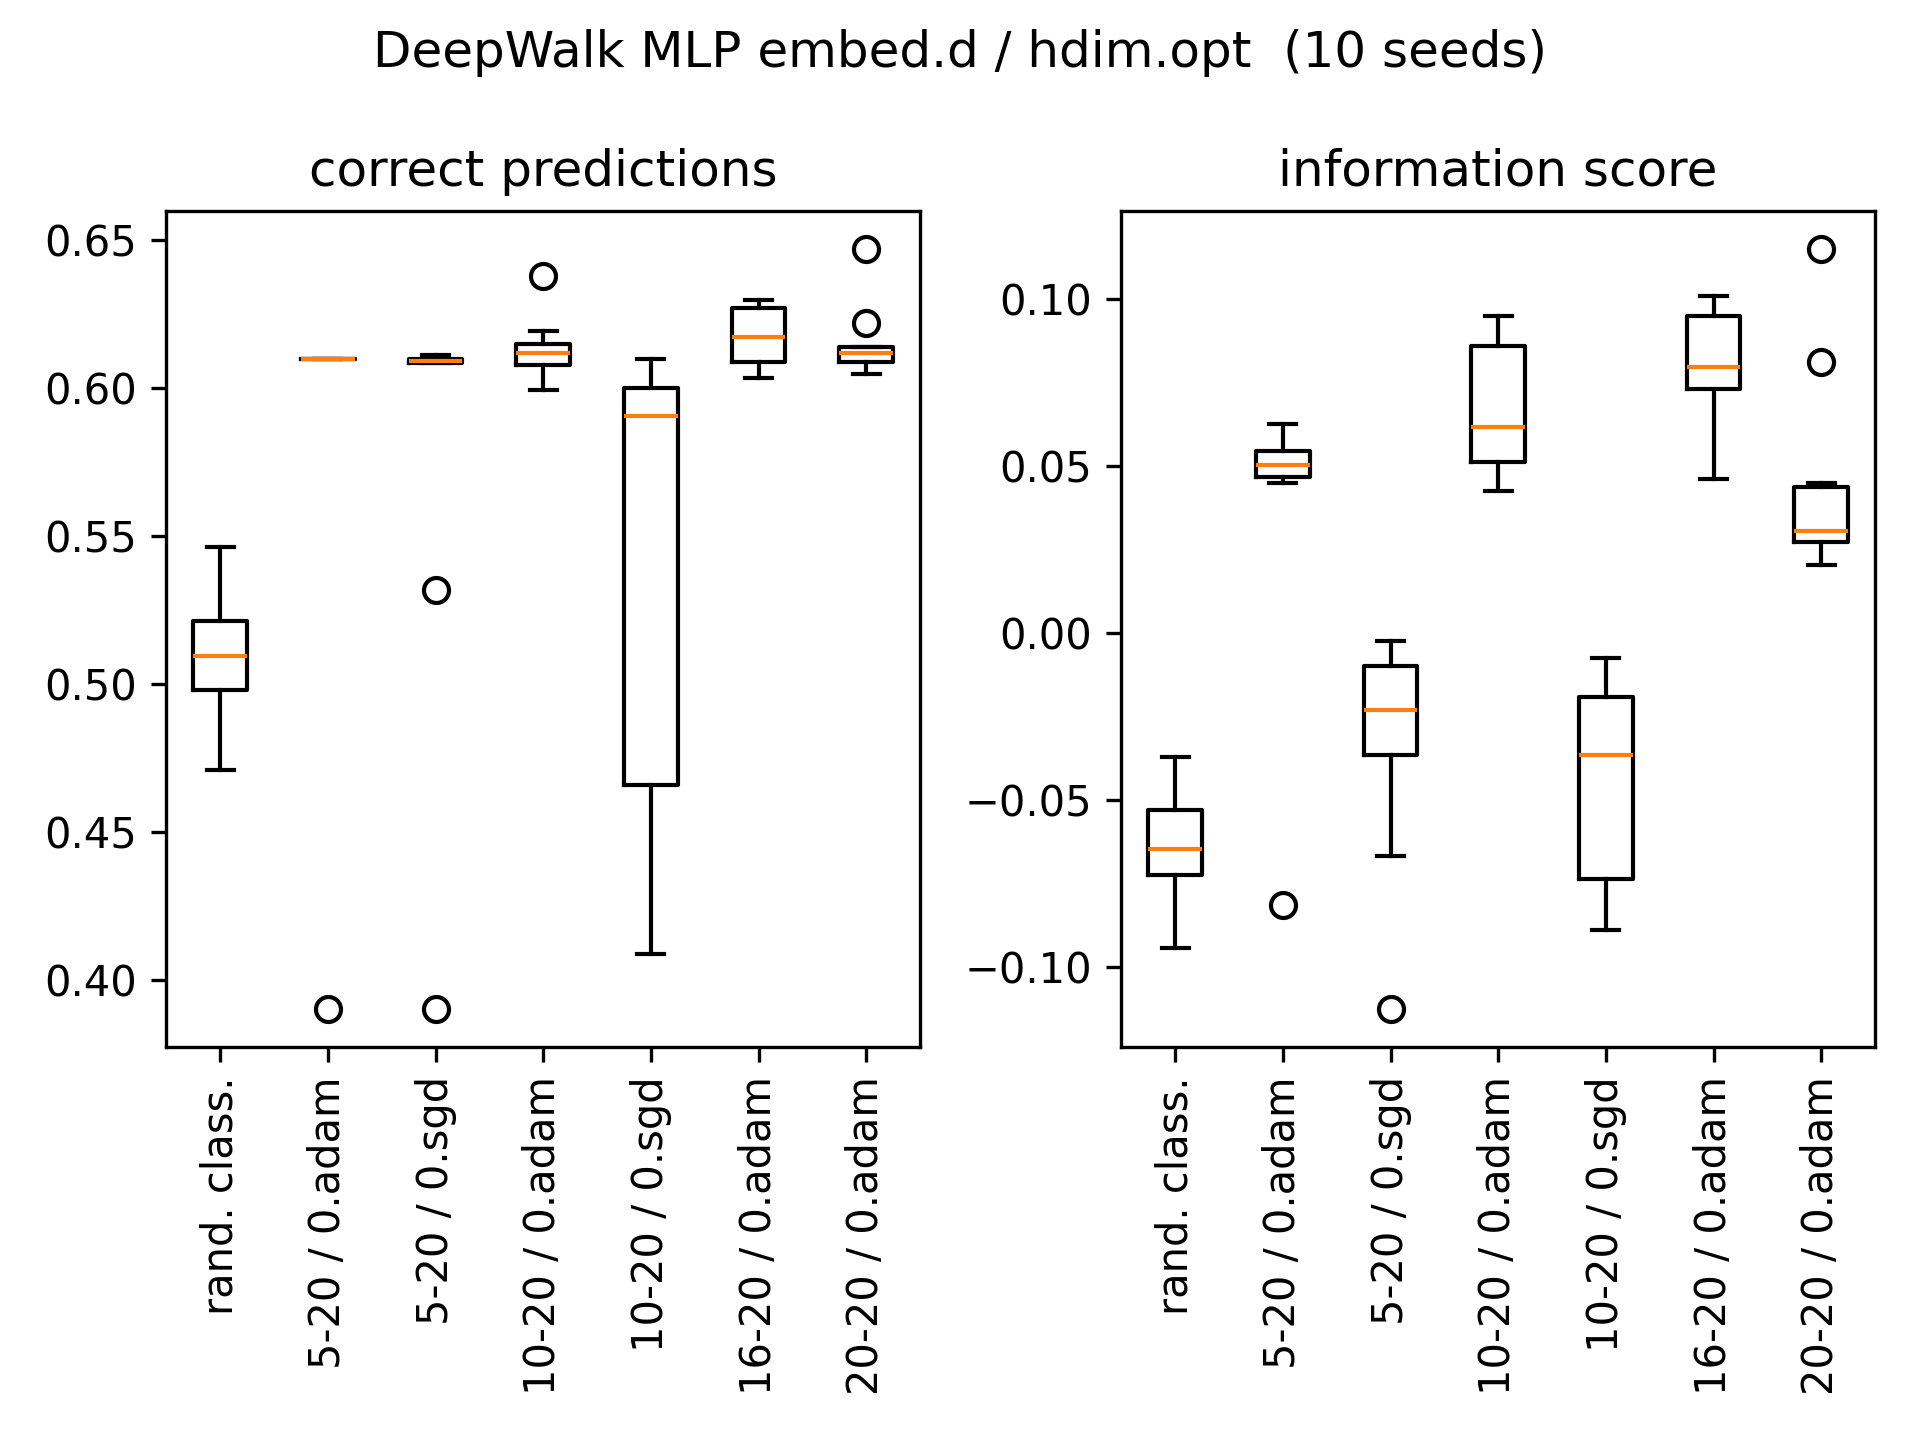 DeepWalk MLP embed.d / hdim.opt  (10 seeds)
correct predictions
0.65
0.60
0.55
0.50
0.45
0.40
rand. class.
5-20 / 0.adam
5-20 / 0.sgd
10-20 / 0.adam
10-20 / 0.sgd
16-20 / 0.adam
20-20 / 0.adam
information score
0.10
0.05
0.00
−0.05
−0.10
rand. class.
5-20 / 0.adam
5-20 / 0.sgd
10-20 / 0.adam
10-20 / 0.sgd
16-20 / 0.adam
20-20 / 0.adam